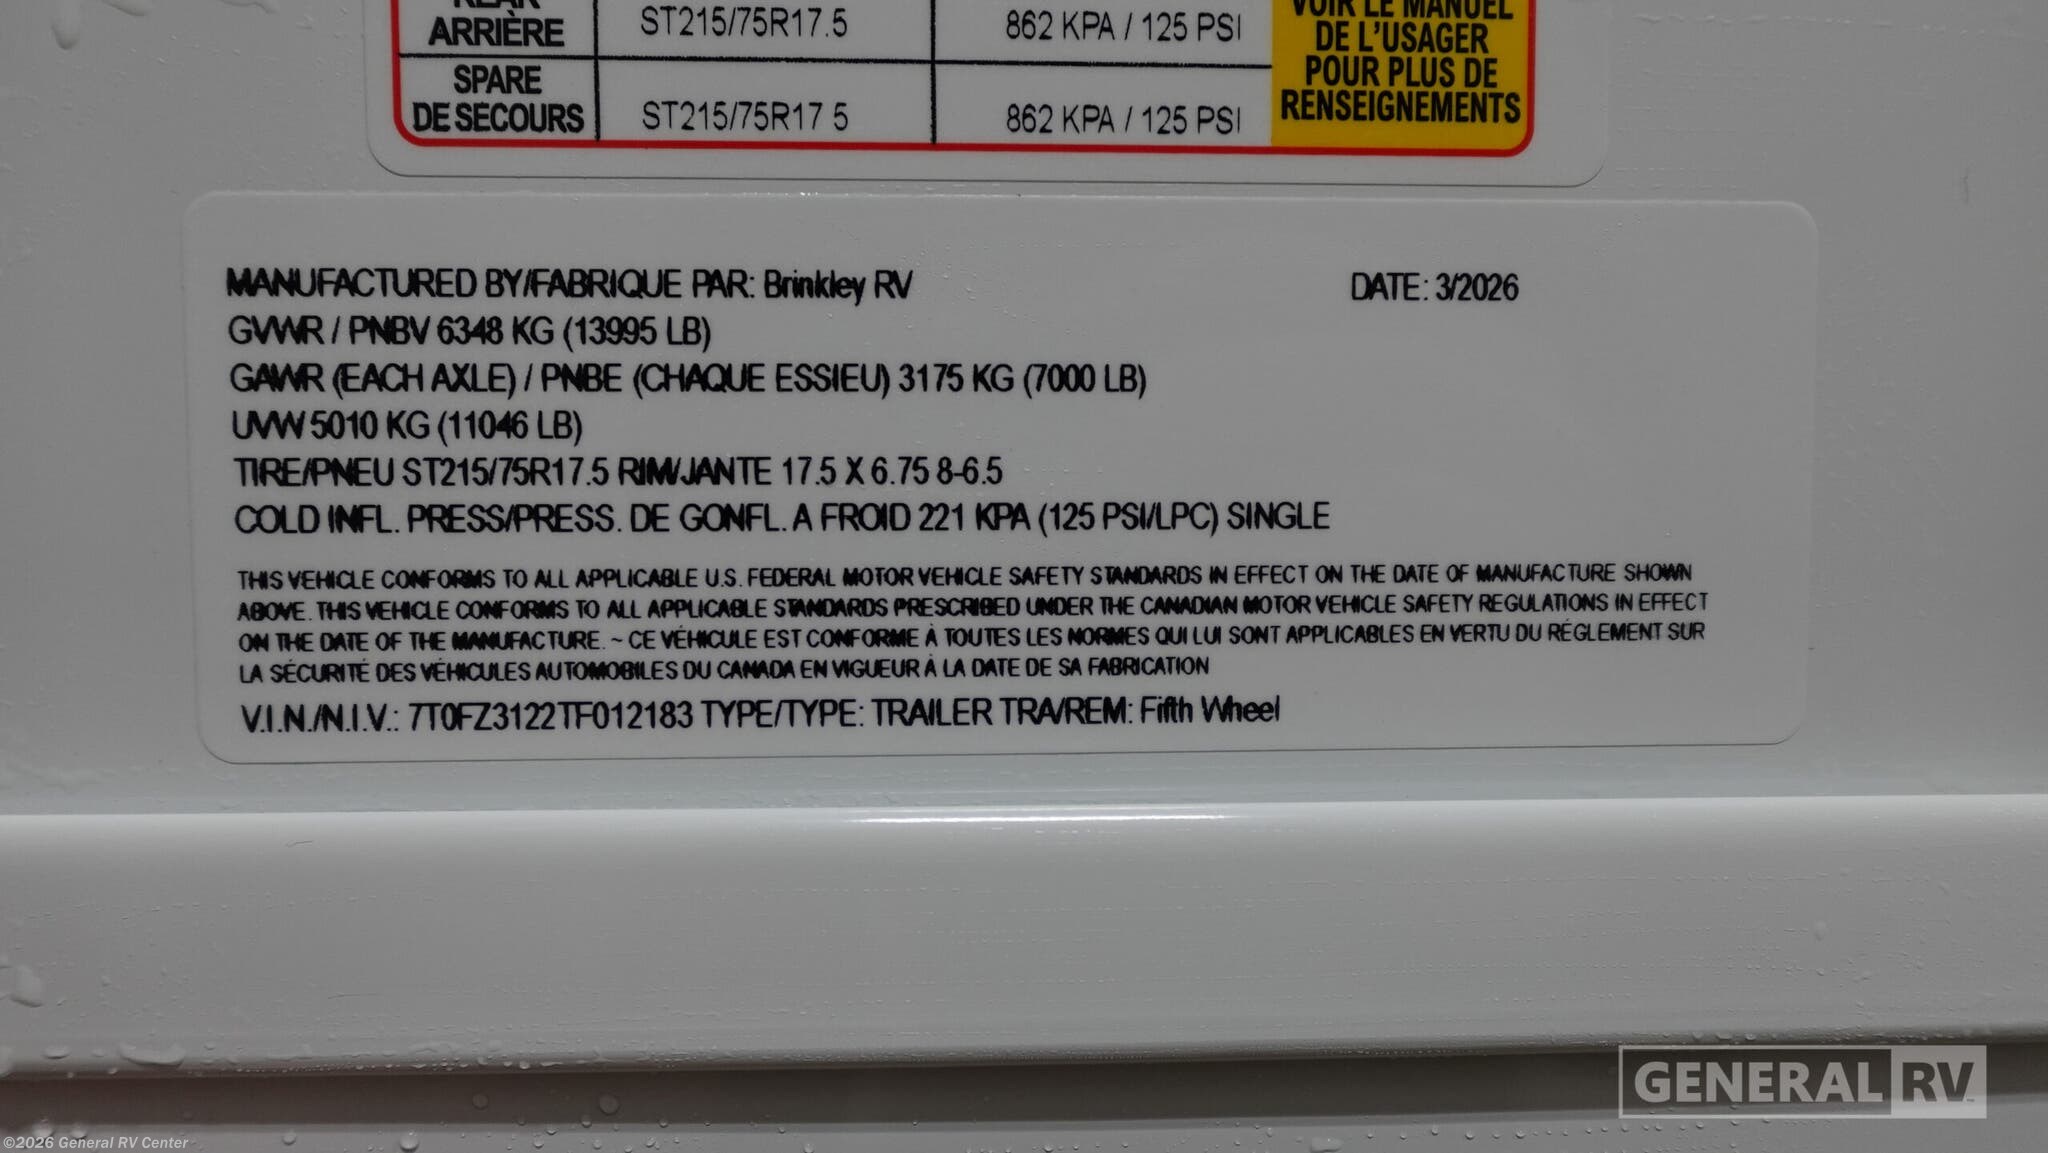 REAR
ARRIÈRE
ST215/75R17.5
862 KPA / 125 PSI
SPARE
DE SECOURS
ST215/75R17 5
862 KPA / 125 PSI
VOIR LE MANUEL
DE L'USAGER
POUR PLUS DE
RENSEIGNEMENTS
MANUFACTURED BY/FABRIQUE PAR: Brinkley RV
DATE: 3/2026
GVWR / PNBV 6348 KG (13995 LB)
GAWR (EACH AXLE) / PNBE (CHAQUE ESSIEU) 3175 KG (7000 LB)
UVW 5010 KG (11046 LB)
TIRE/PNEU ST215/75R17.5 RIM/JANTE 17.5 X 6.75 8-6.5
COLD INFL. PRESS/PRESS. DE GONFL. A FROID 221 KPA (125 PSI/LPC) SINGLE
THIS VEHICLE CONFORMS TO ALL APPLICABLE U.S. FEDERAL MOTOR VEHICLE SAFETY STANDARDS IN EFFECT ON THE DATE OF MANUFACTURE SHOWN
ABOVE. THIS VEHICLE CONFORMS TO ALL APPLICABLE STANDARDS PRESCRIBED UNDER THE CANADIAN MOTOR VEHICLE SAFETY REGULATIONS IN EFFECT
ON THE DATE OF THE MANUFACTURE. ~ CE VÉHICULE EST CONFORME À TOUTES LES NORMES QUI LUI SONT APPLICABLES EN VERTU DU RÉGLEMENT SUR
LA SÉCURITÉ DES VÉHICULES AUTOMOBILES DU CANADA EN VIGUEUR À LA DATE DE SA FABRICATION
V.I.N./N.I.V.: 7T0FZ3122TF012183 TYPE/TYPE: TRAILER TRA/REM: Fifth Wheel
GENERAL RV
©2026 General RV Center